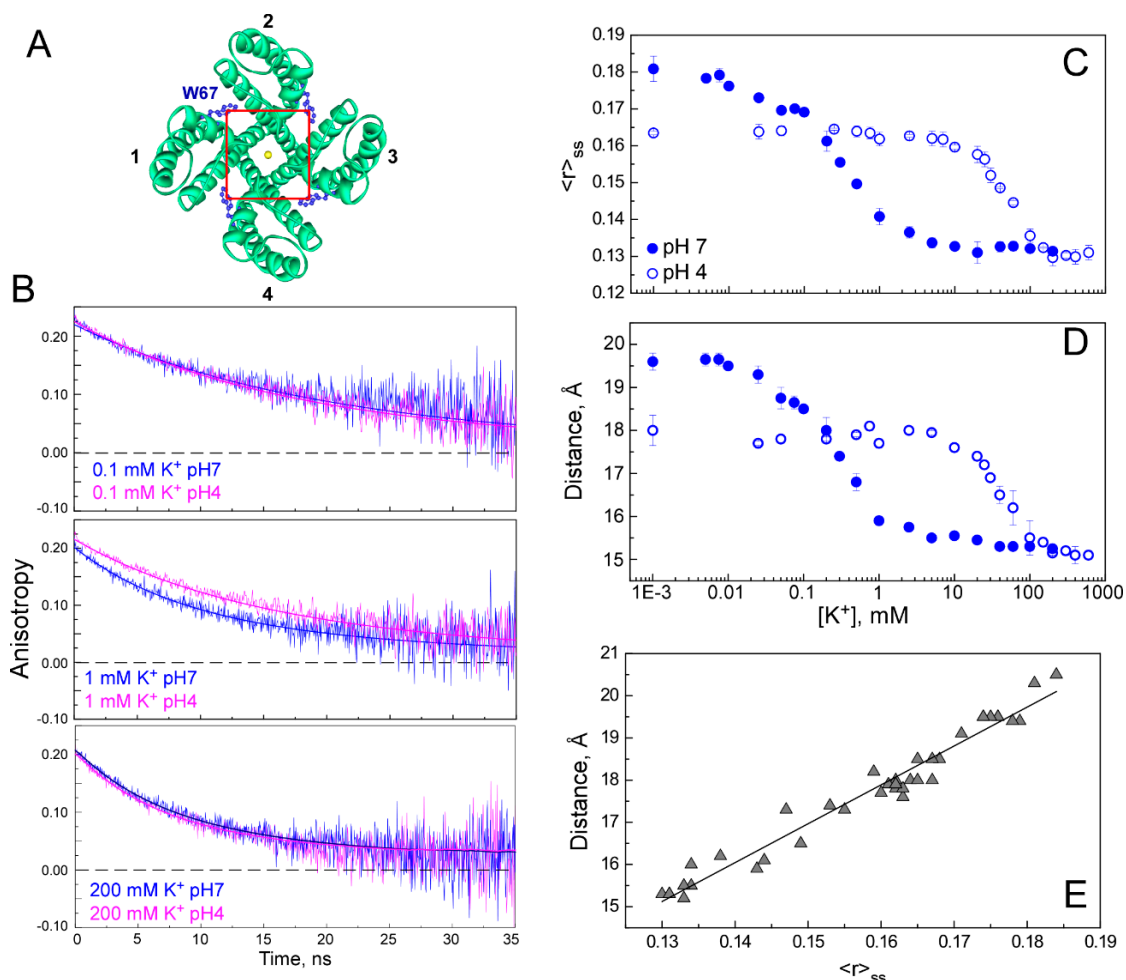 A
2
W67
1
3
4
B
0.20
0.10
0.00
-0.10
0.1 mM K⁺ pH7
0.1 mM K⁺ pH4
0.20
0.10
0.00
-0.10
1 mM K⁺ pH7
1 mM K⁺ pH4
0.20
0.10
0.00
-0.10
200 mM K⁺ pH7
200 mM K⁺ pH4
0 5 10 15 20 25 30 35
Time, ns
Anisotropy
C
0.19
0.18
0.17
0.16
0.15
0.14
0.13
0.12
<r>ss
pH 7
pH 4
D
20
19
18
17
16
15
14
Distance, Å
1E-3 0.01 0.1 1 10 100 1000
[K⁺], mM
21
20
19
18
17
16
15
Distance, Å
E
0.13 0.14 0.15 0.16 0.17 0.18 0.19
<r>ss